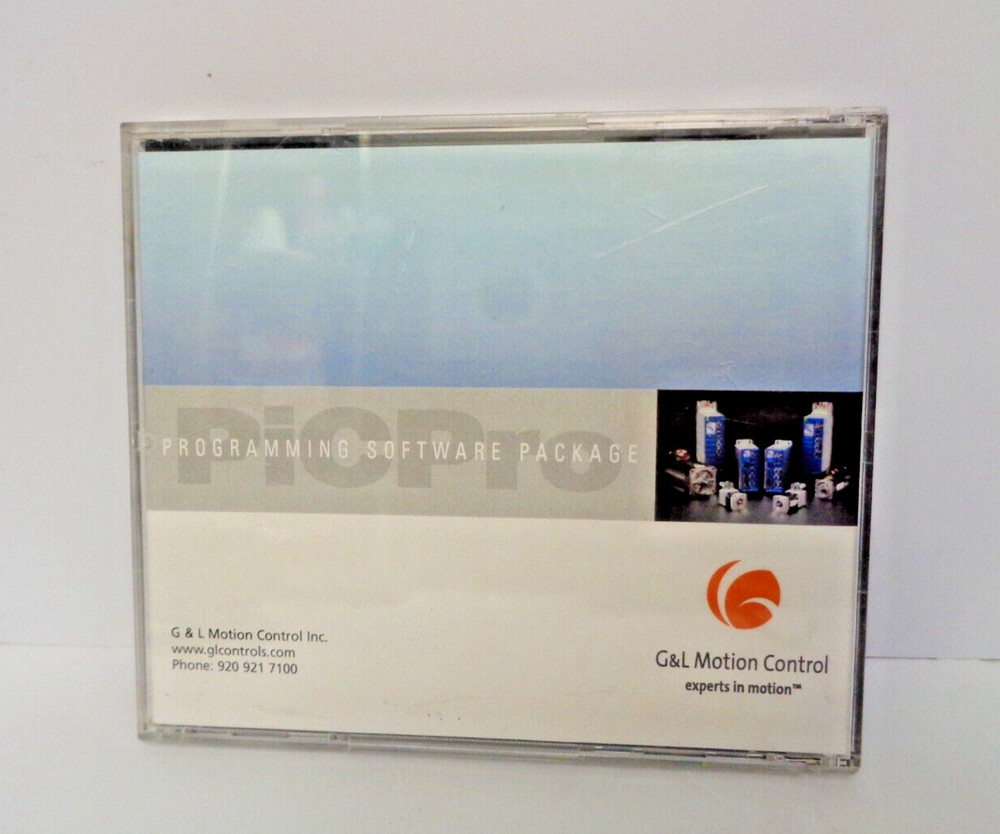 PiCPro
PROGRAMMING SOFTWARE PACKAGE
G & L Motion Control Inc.
www.glcontrols.com
Phone: 920 921 7100
G&L Motion Control
experts in motion™